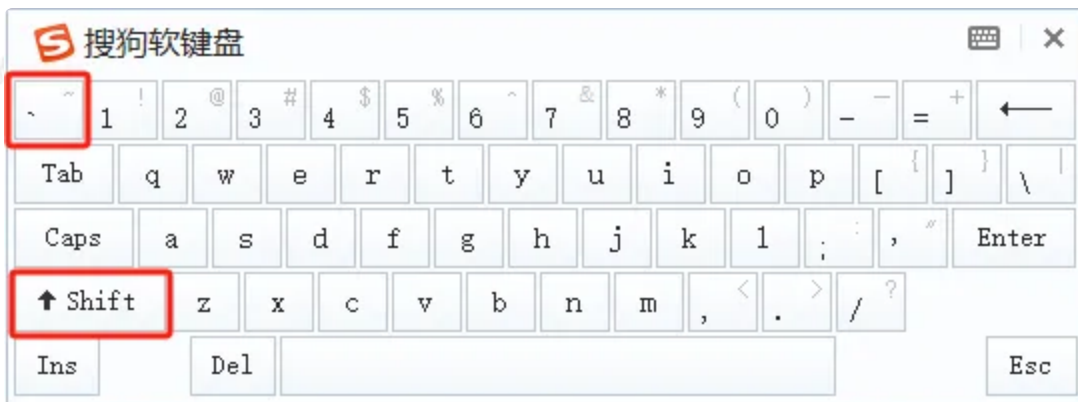 搜狗软键盘
~ ! @ # $ % ^ & * ( ) — +
` 1 2 3 4 5 6 7 8 9 0 - = ←
Tab q w e r t y u i o p [ { ] } \ |
Caps a s d f g h j k l ; : ' " Enter
↑ Shift z x c v b n m , < . > / ?
Ins Del Esc